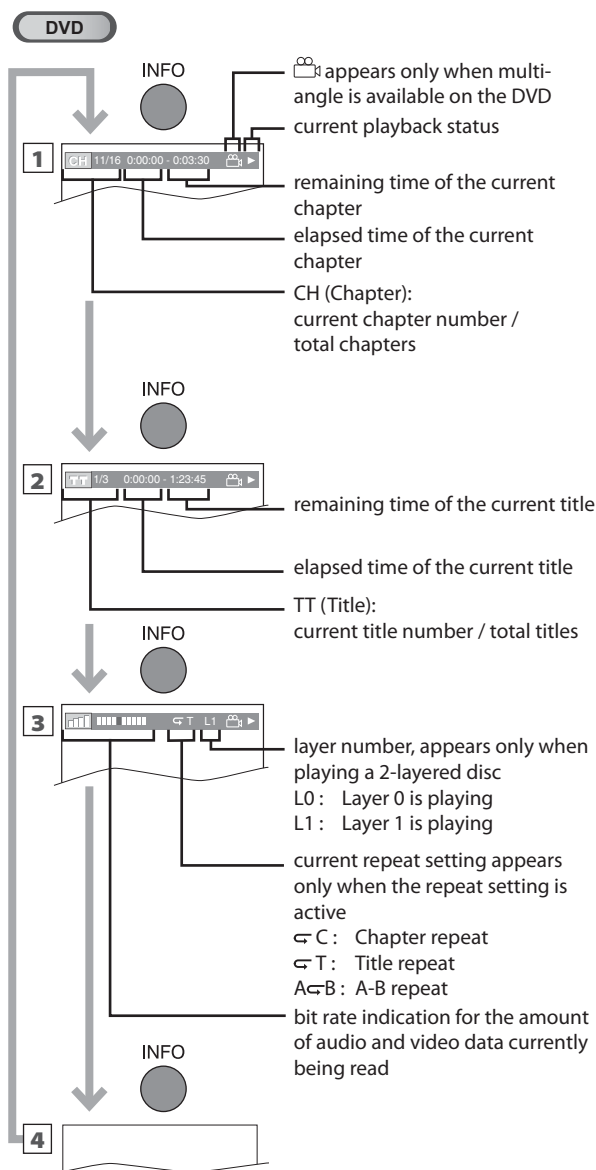 DVD
INFO
appears only when multi-
angle is available on the DVD
current playback status
1
CH 11/16 0:00:00 - 0:03:30
remaining time of the current
chapter
elapsed time of the current
chapter
CH (Chapter):
current chapter number /
total chapters
INFO
2
TT 1/3 0:00:00 - 1:23:45
remaining time of the current title
elapsed time of the current title
TT (Title):
current title number / total titles
INFO
3
T L1
layer number, appears only when
playing a 2-layered disc
L0 : Layer 0 is playing
L1 : Layer 1 is playing
current repeat setting appears
only when the repeat setting is
active
C : Chapter repeat
T : Title repeat
A B : A-B repeat
bit rate indication for the amount
of audio and video data currently
being read
INFO
4